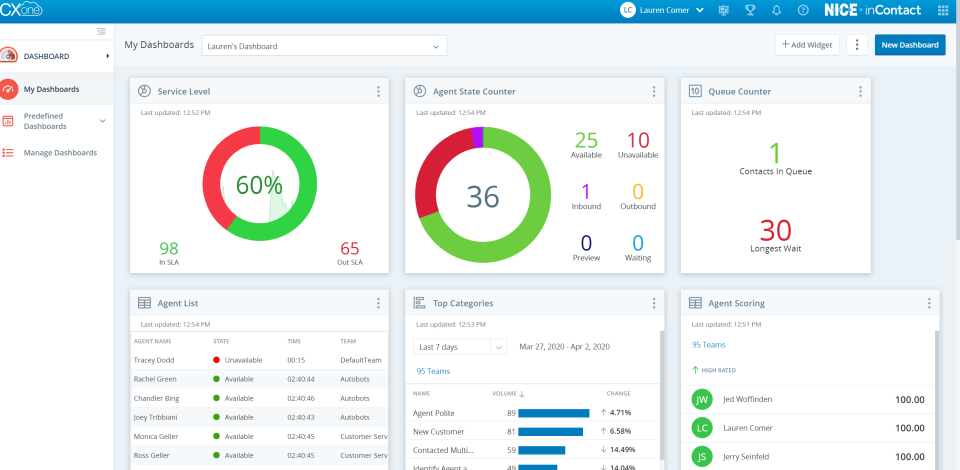 CXone
LC Lauren Comer
NICE inContact
DASHBOARD
My Dashboards
Predefined
Dashboards
Manage Dashboards
My Dashboards
Lauren's Dashboard
+ Add Widget
New Dashboard
Service Level
Last updated: 12:52 PM
60%
98
In SLA
65
Out SLA
Agent State Counter
Last updated: 12:54 PM
36
25
Available
10
Unavailable
1
Inbound
0
Outbound
0
Preview
0
Waiting
10 Queue Counter
Last updated: 12:54 PM
1
Contacts In Queue
30
Longest Wait
Agent List
Last updated: 12:54 PM
AGENT NAME STATE TIME TEAM
Tracey Dodd Unavailable 00:15 DefaultTeam
Rachel Green Available 02:40:44 Autobots
Chandler Bing Available 02:40:46 Autobots
Joey Tribbiani Available 02:40:43 Autobots
Monica Geller Available 02:40:45 Customer Serv
Ross Geller Available 02:40:45 Customer Serv
Top Categories
Last updated: 12:53 PM
Last 7 days Mar 27, 2020 - Apr 2, 2020
95 Teams
NAME VOLUME ↓ CHANGE
Agent Polite 89 ↑ 4.71%
New Customer 81 ↑ 6.58%
Contacted Multi... 59 ↓ 14.49%
Identify Agent a 49 ↓ 14.04%
Agent Scoring
Last updated: 12:51 PM
95 Teams
↑ HIGH RATED
JW Jed Woffinden 100.00
LC Lauren Comer 100.00
JS Jerry Seinfeld 100.00